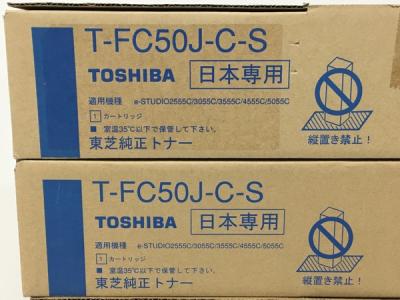 T-FC50J-C-S
TOSHIBA 日本専用
適用機種 e-STUDIO2555C/3055C/3555C/4555C/5055C
1 カートリッジ
■ 室温35℃以下で保管して下さい。
東芝純正トナー
縦置き禁止!
T-FC50J-C-S
TOSHIBA 日本専用
適用機種 e-STUDIO2555C/3055C/3555C/4555C/5055C
1 カートリッジ
■ 室温35℃以下で保管して下さい。
東芝純正トナー
縦置き禁止!